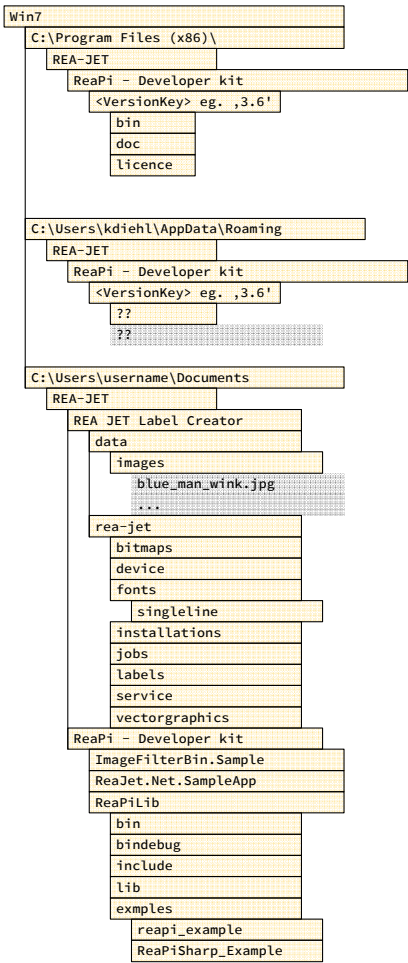 Win7
C:\Program Files (x86)\
REA-JET
ReaPi - Developer kit
<VersionKey> eg. ,3.6'
bin
doc
licence
C:\Users\kdiehl\AppData\Roaming
REA-JET
ReaPi - Developer kit
<VersionKey> eg. ,3.6'
??
??
C:\Users\username\Documents
REA-JET
REA JET Label Creator
data
images
blue_man_wink.jpg
...
rea-jet
bitmaps
device
fonts
singleline
installations
jobs
labels
service
vectorgraphics
ReaPi - Developer kit
ImageFilterBin.Sample
ReaJet.Net.SampleApp
ReaPiLib
bin
bindebug
include
lib
exmples
reapi_example
ReaPiSharp_Example